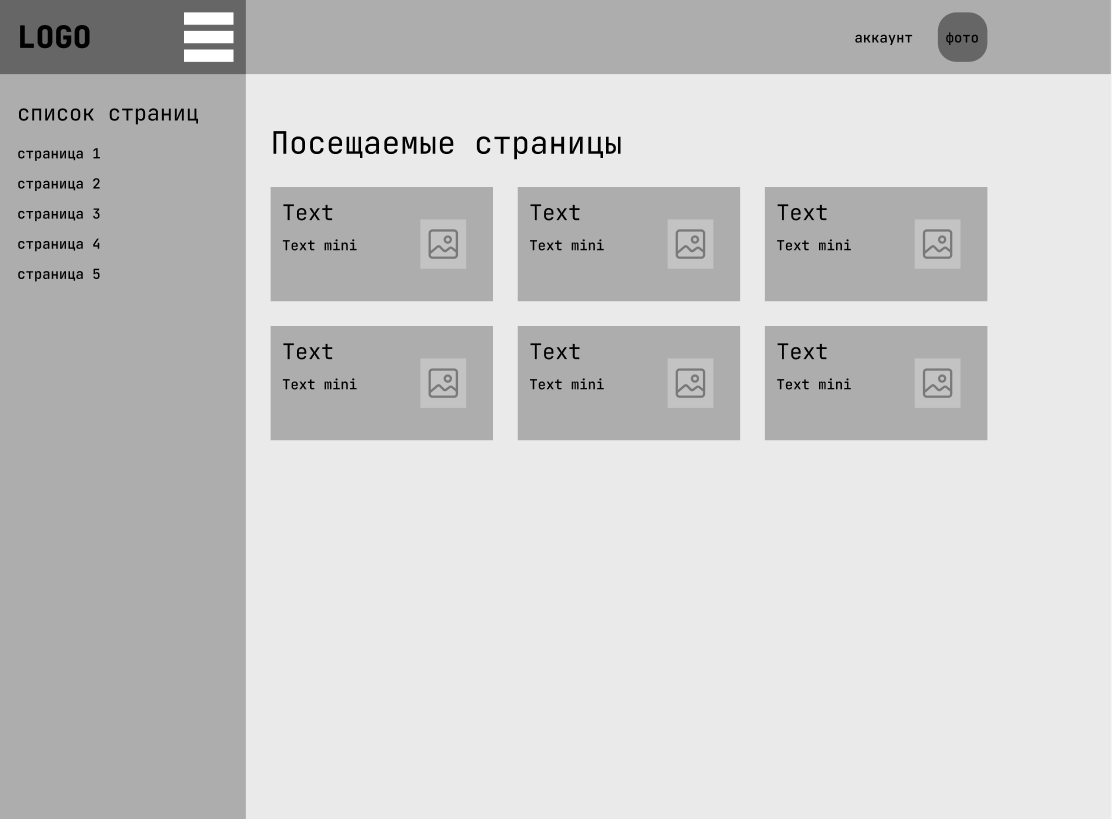 LOGO
аккаунт
фото
список страниц
страница 1
страница 2
страница 3
страница 4
страница 5
Посещаемые страницы
Text
Text mini
Text
Text mini
Text
Text mini
Text
Text mini
Text
Text mini
Text
Text mini